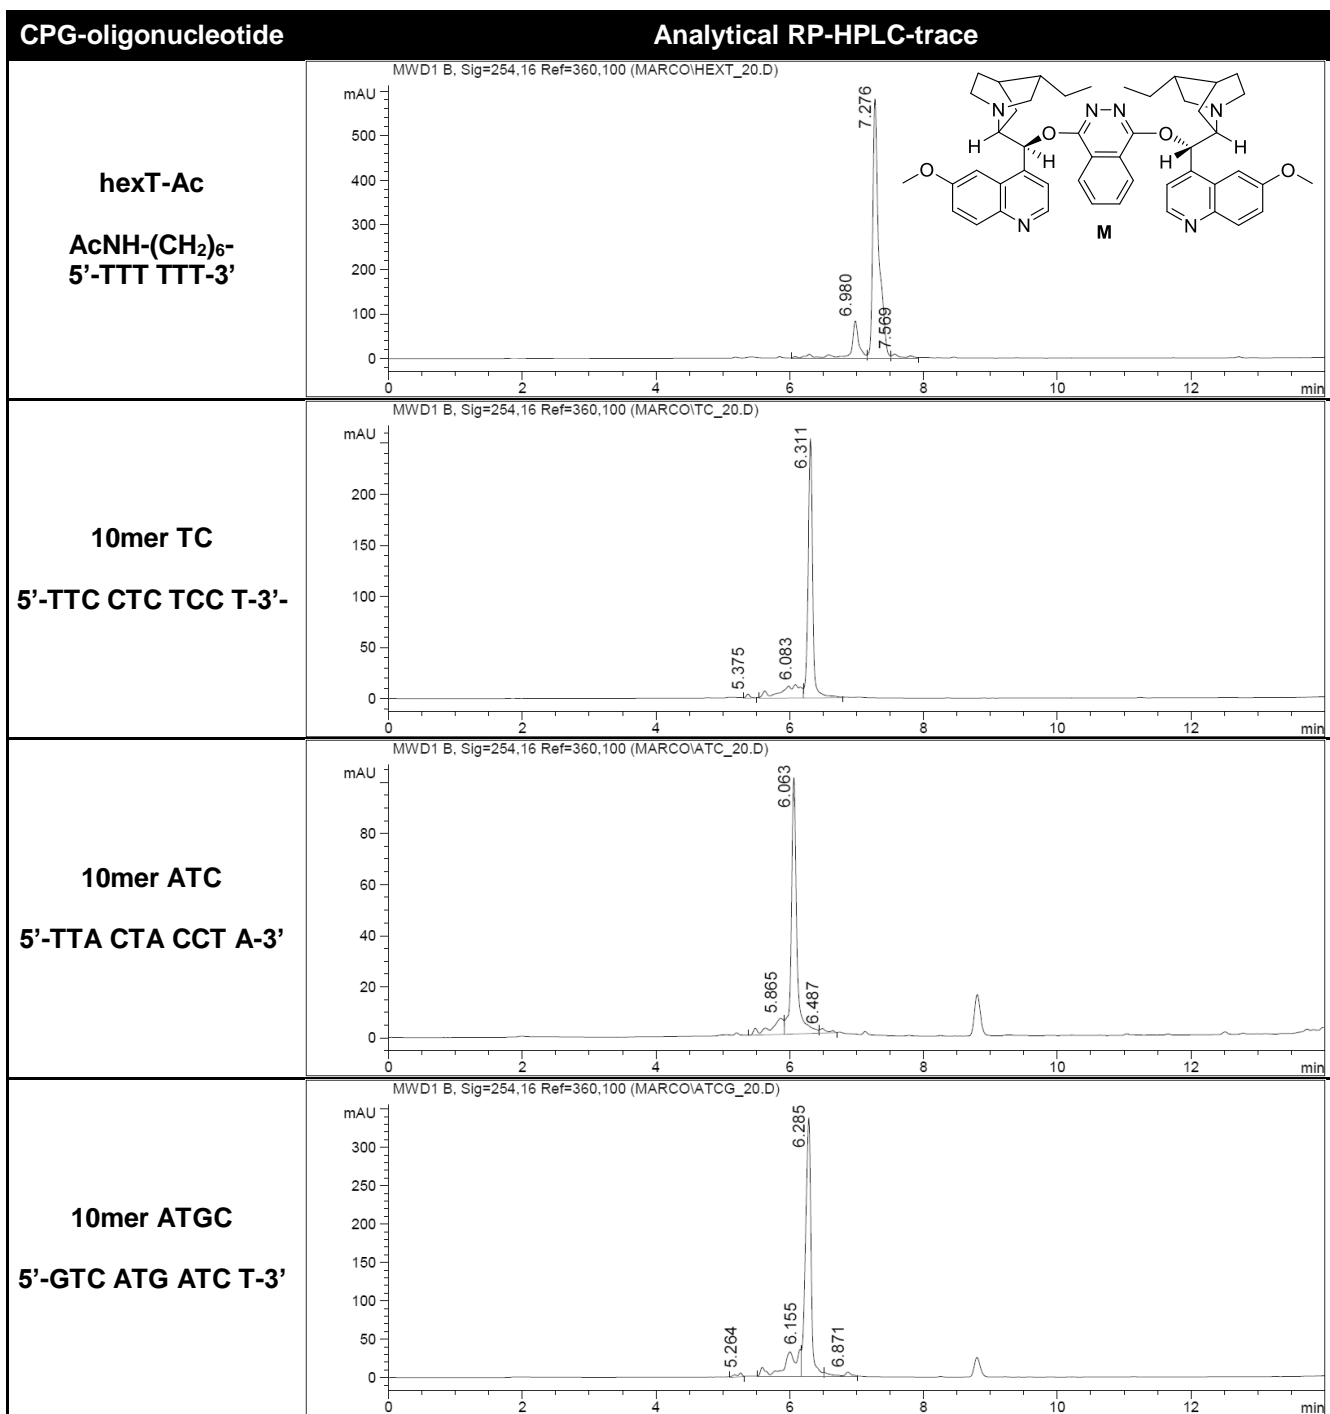 CPG-oligonucleotide
Analytical RP-HPLC-trace
hexT-Ac
AcNH-(CH₂)₆-
5’-TTT TTT-3’
MWD1 B, Sig=254,16 Ref=360,100 (MARCO\HEXT_20.D)
mAU
500
400
300
200
100
0
6.980
7.276
7.569
0 2 4 6 8 10 12 min
N N N N
H O O H
H H
O O
N N
M
10mer TC
5’-TTC CTC TCC T-3’-
MWD1 B, Sig=254,16 Ref=360,100 (MARCO\TC_20.D)
mAU
200
150
100
50
0
5.375
6.083
6.311
0 2 4 6 8 10 12 min
10mer ATC
5’-TTA CTA CCT A-3’
MWD1 B, Sig=254,16 Ref=360,100 (MARCO\ATC_20.D)
mAU
80
60
40
20
0
5.865
6.063
6.487
0 2 4 6 8 10 12 min
10mer ATGC
5’-GTC ATG ATC T-3’
MWD1 B, Sig=254,16 Ref=360,100 (MARCO\ATCG_20.D)
mAU
300
250
200
150
100
50
0
5.264
6.155
6.285
6.871
0 2 4 6 8 10 12 min